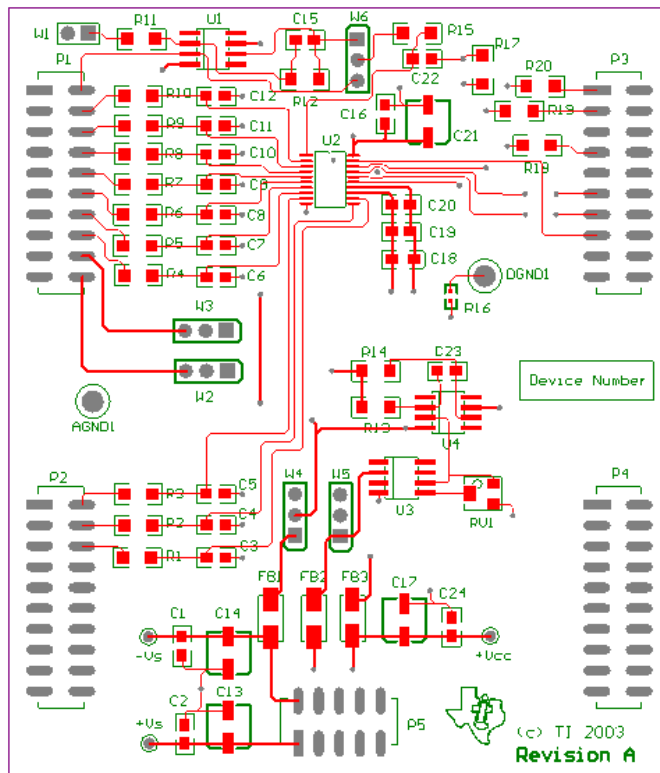 W1
R11
U1
C15
W6
R15
R17
P1
R12
C22
R20
P3
R10
C12
C16
R19
R9
C11
U2
C21
R8
C10
R19
R7
C9
R6
C8
C20
R5
C7
C19
R4
C6
C18
DGND1
R16
W3
R14
C23
W2
Device Number
AGND1
R13
U4
P2
W4
W5
P4
R3
C5
R2
C4
U3
RV1
R1
C3
FB1
FB2
FB3
C17
C24
C1
C14
-Vs
+Vcc
C2
C13
+Vs
P5
(c) TI 2003
Revision A